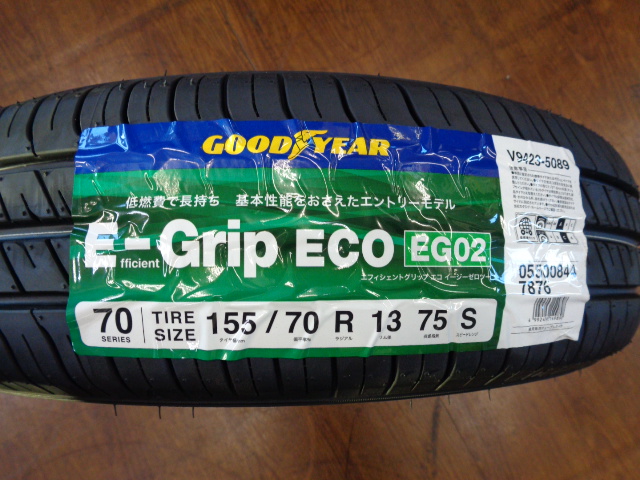 GOODYEAR
低燃費で長持ち 基本性能をおさえたエントリーモデル
E-Grip ECO EG02
fficient
エフィシェントグリップ エコ イージーゼロツー
70 TIRE 155/70 R 13 75 S
SERIES SIZE
V9423-5089
05500844
7876